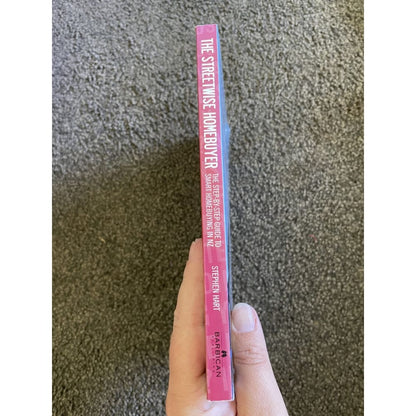 THE STREETWISE HOMEBUYER
THE STEP-BY-STEP GUIDE TO
SMART HOMEBUYING IN NZ
STEPHEN HART
BARBICAN